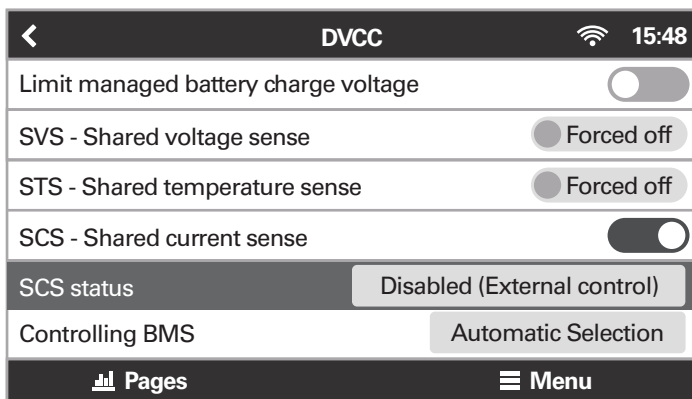 DVCC 15:48
Limit managed battery charge voltage
SVS - Shared voltage sense Forced off
STS - Shared temperature sense Forced off
SCS - Shared current sense
SCS status Disabled (External control)
Controlling BMS Automatic Selection
Pages Menu